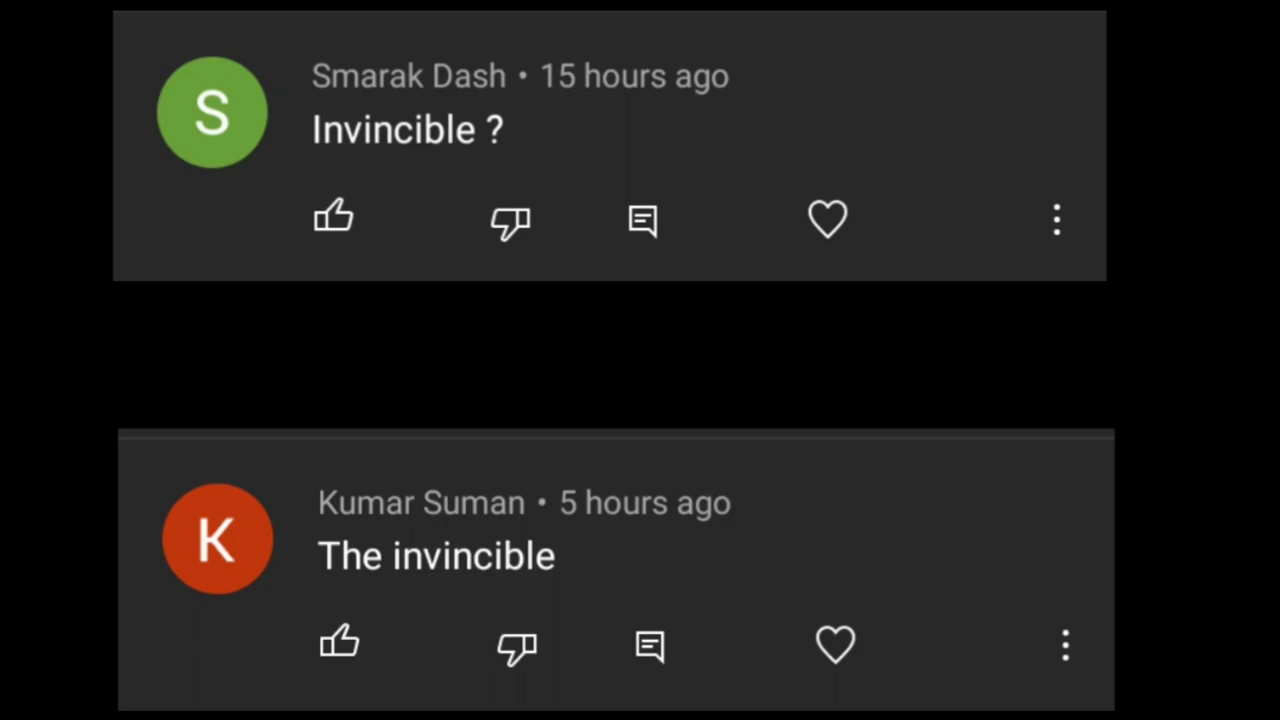 S
Smarak Dash • 15 hours ago
Invincible ?
K
Kumar Suman • 5 hours ago
The invincible